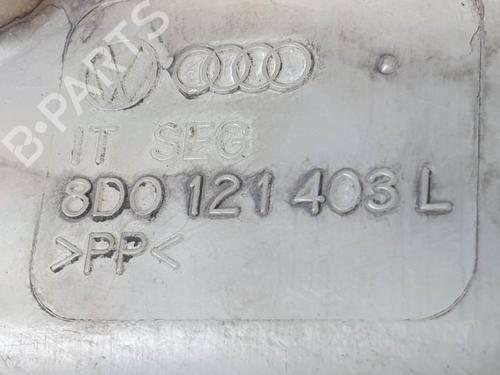 B-PARTS
IT SEG
8D0 121 403 L
>PP<